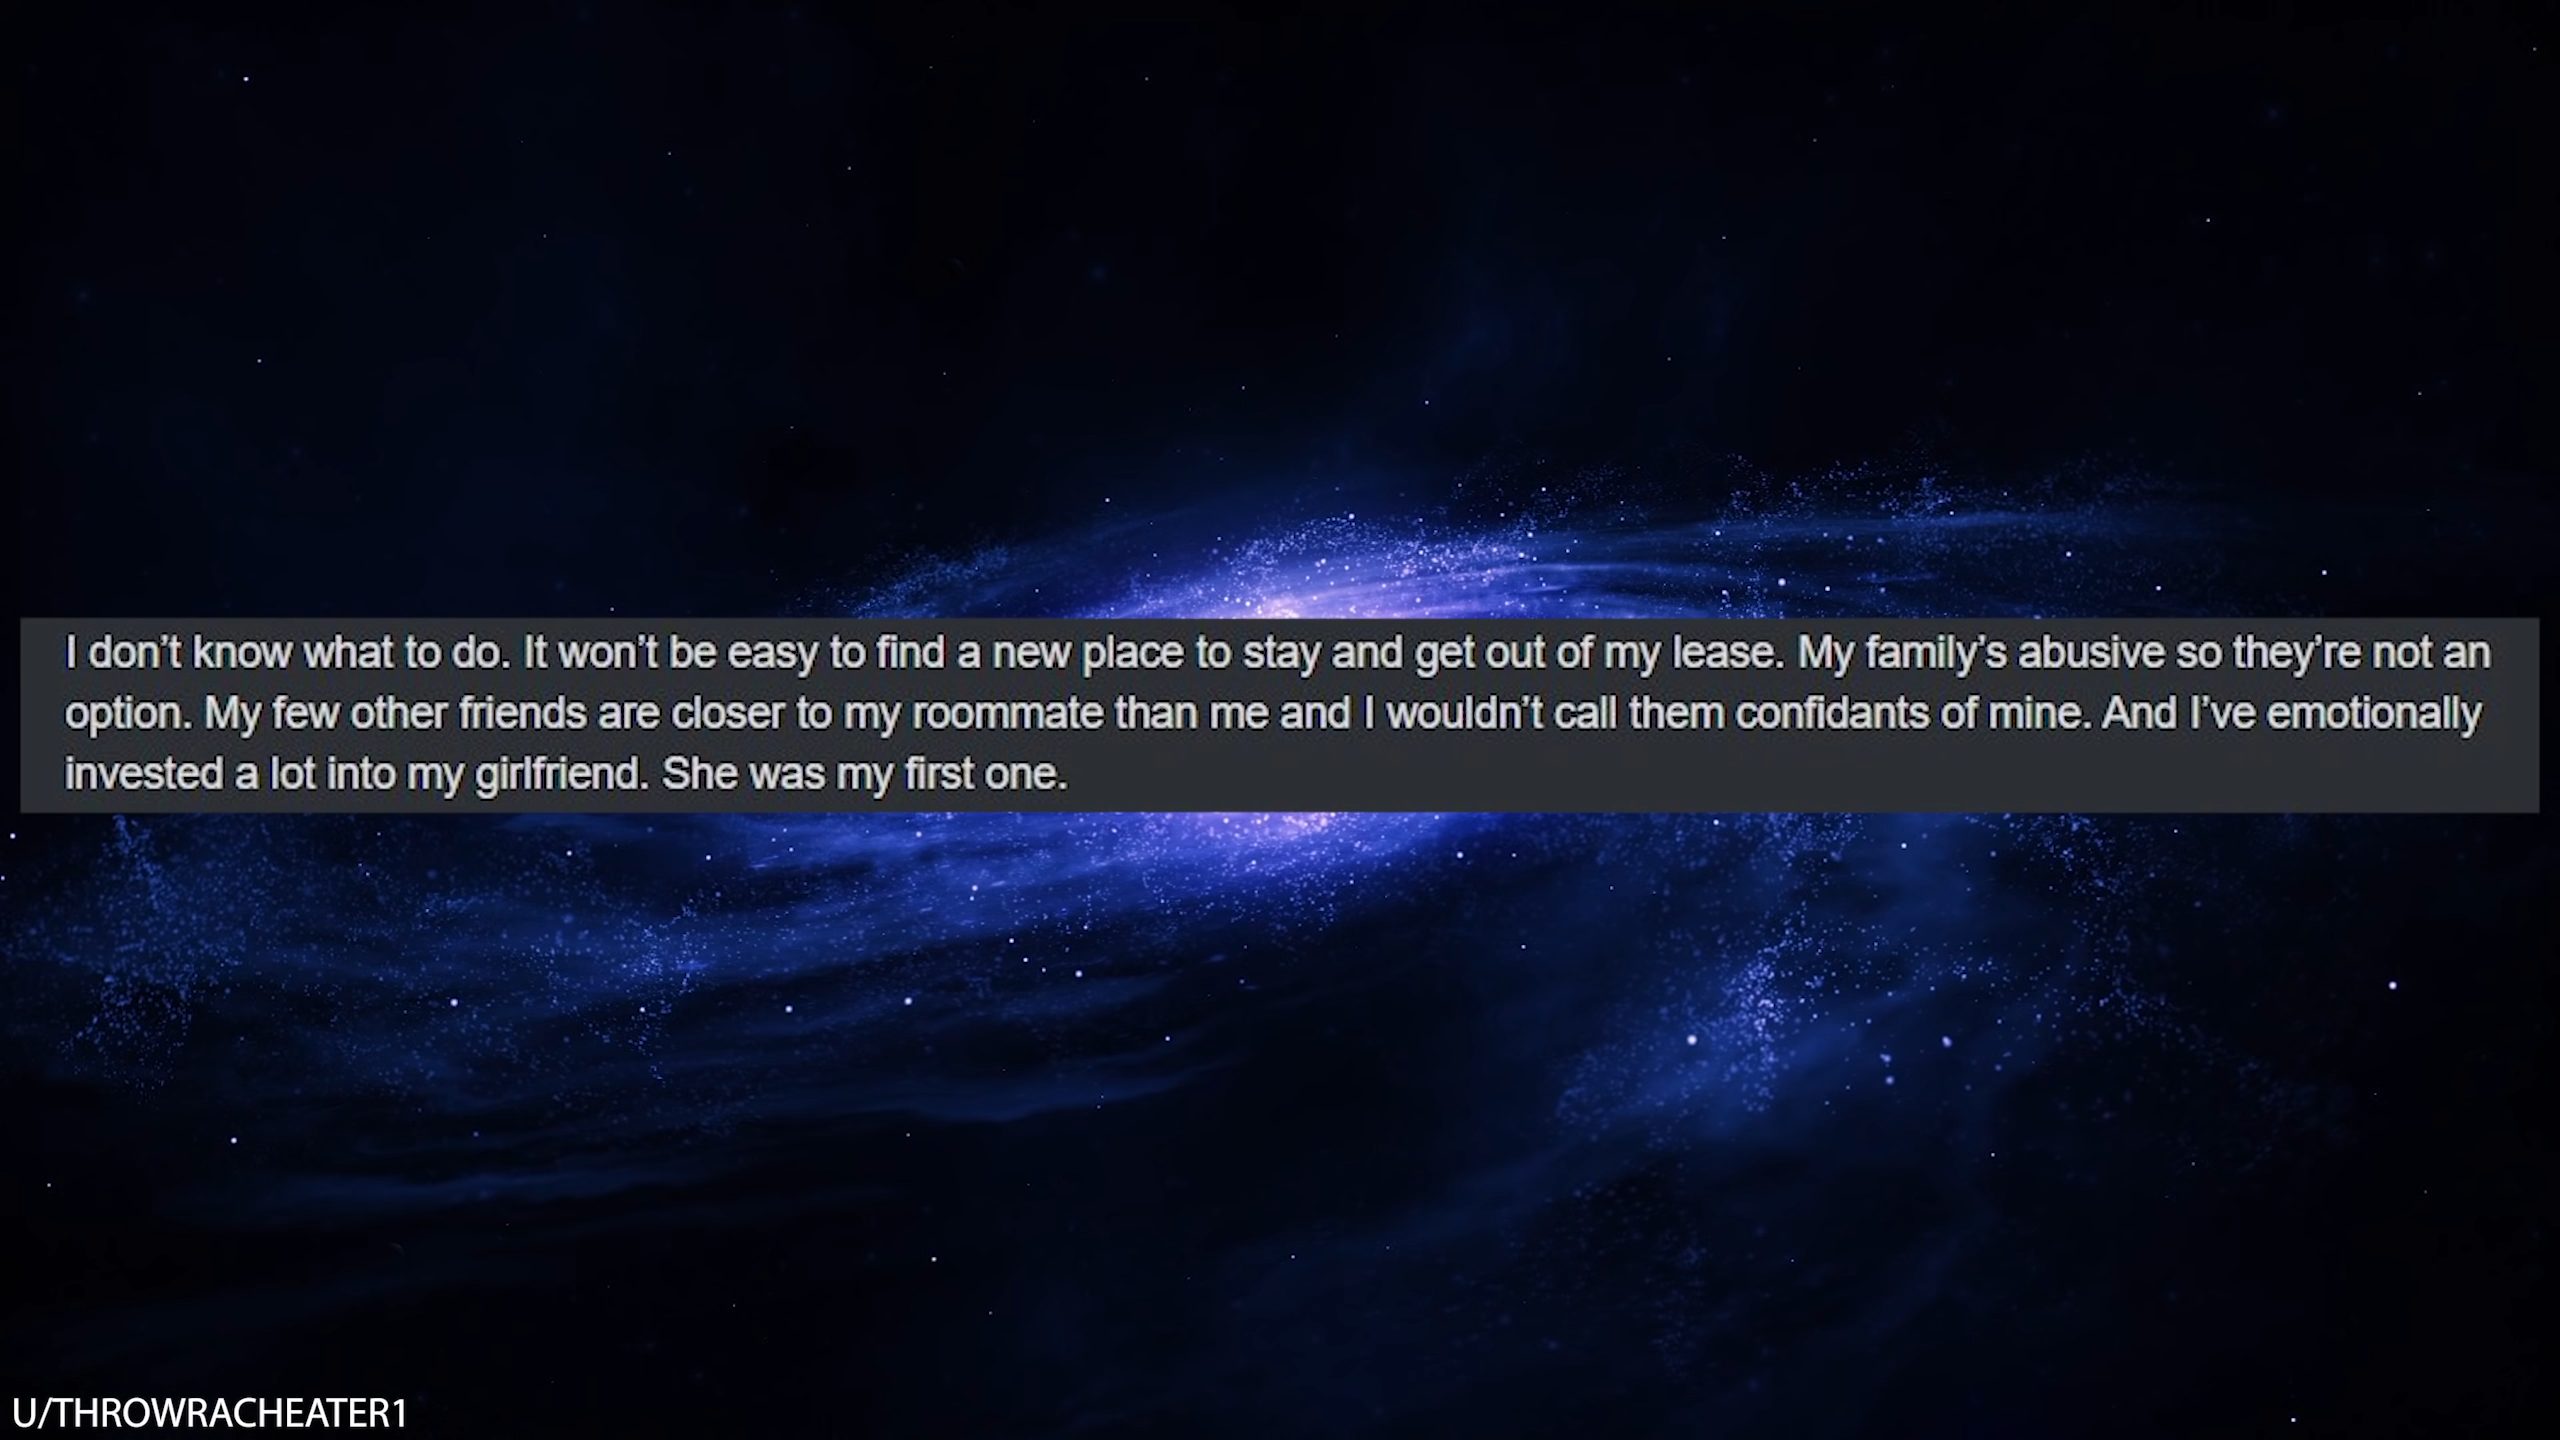 I don’t know what to do. It won’t be easy to find a new place to stay and get out of my lease. My family’s abusive so they’re not an
option. My few other friends are closer to my roommate than me and I wouldn’t call them confidants of mine. And I’ve emotionally
invested a lot into my girlfriend. She was my first one.
U/THROWRACHEATER1